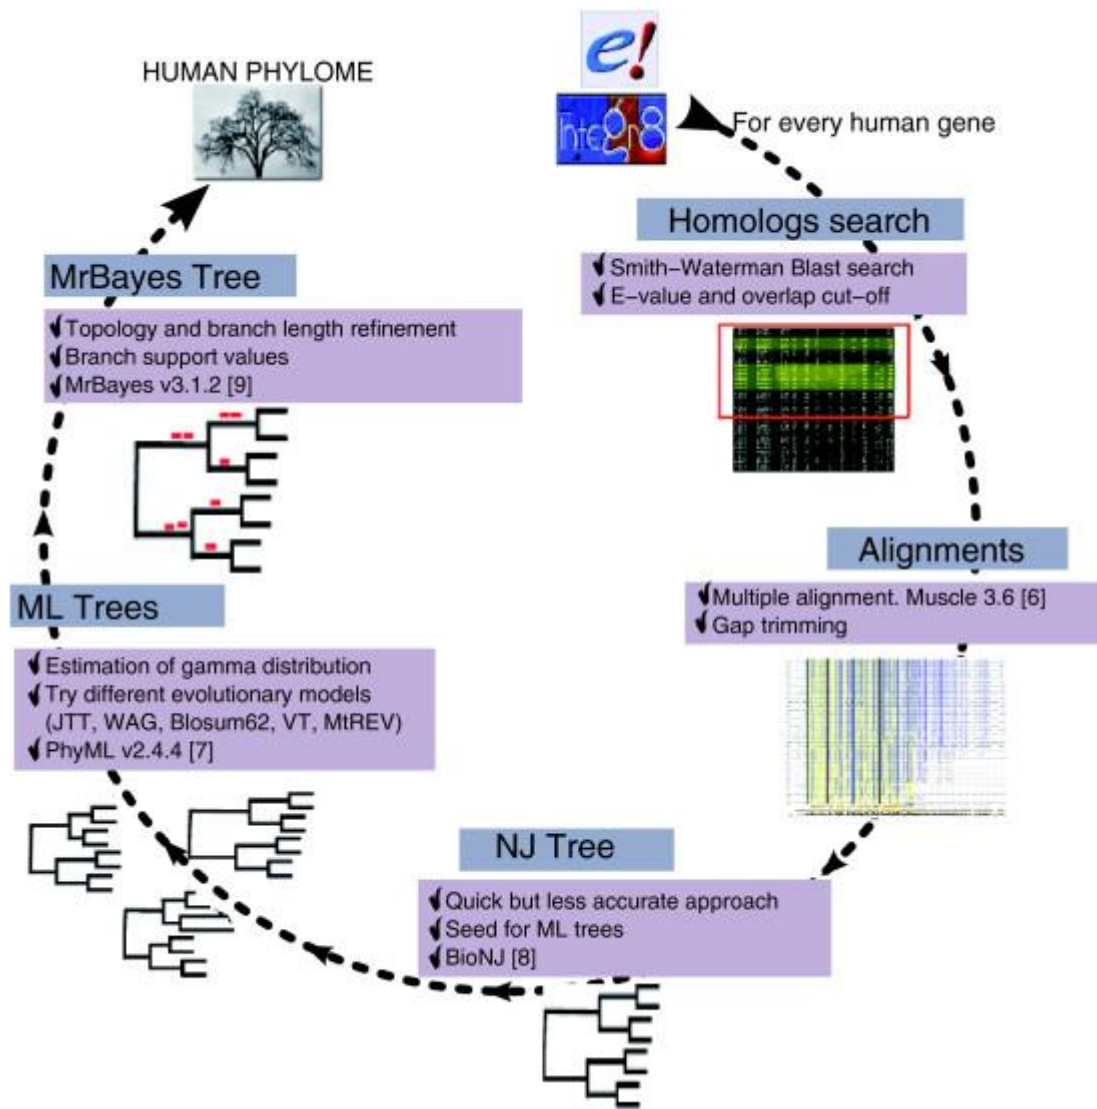 HUMAN PHYLOME
e!
Integr8
For every human gene
Homologs search
Smith–Waterman Blast search
E–value and overlap cut–off
Alignments
Multiple alignment. Muscle 3.6 [6]
Gap trimming
NJ Tree
Quick but less accurate approach
Seed for ML trees
BioNJ [8]
ML Trees
Estimation of gamma distribution
Try different evolutionary models
(JTT, WAG, Blosum62, VT, MtREV)
PhyML v2.4.4 [7]
MrBayes Tree
Topology and branch length refinement
Branch support values
MrBayes v3.1.2 [9]